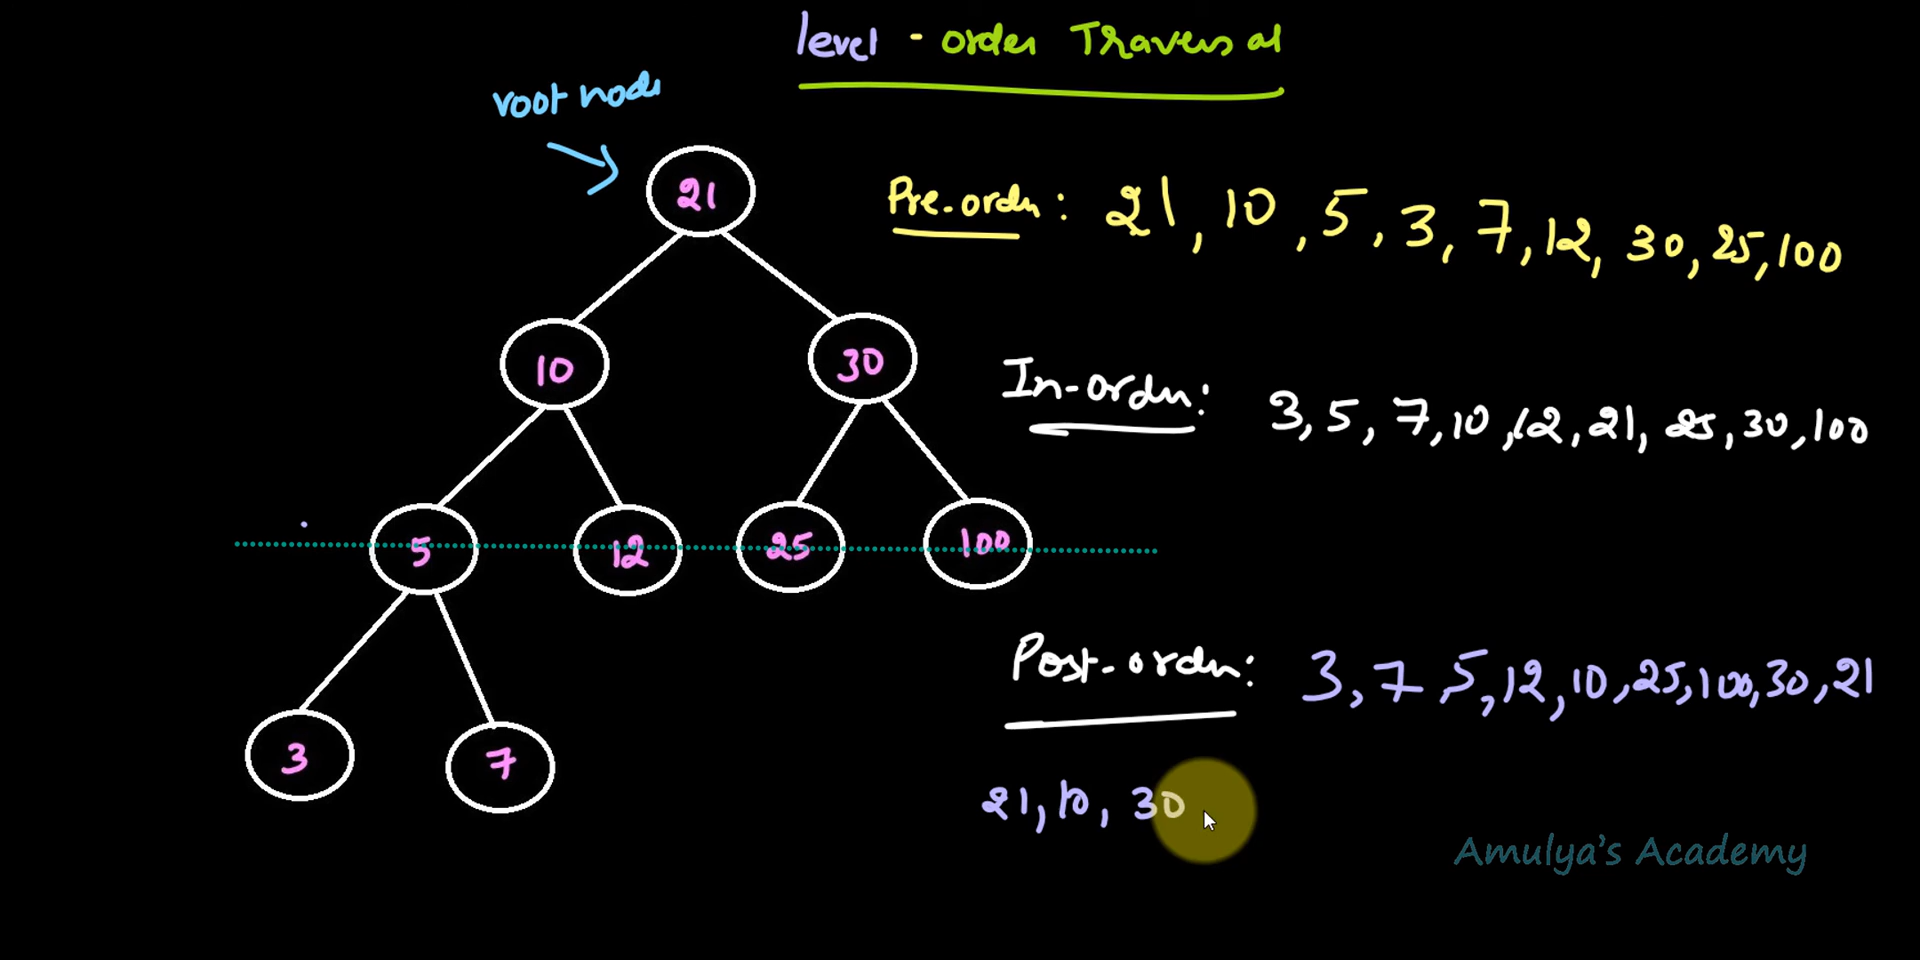 level - order Traversal
root node
21
Pre-order : 21, 10, 5, 3, 7, 12, 30, 25, 100
10
30
In-order : 3, 5, 7, 10, 12, 21, 25, 30, 100
5
12
25
100
Post-order : 3, 7 5, 12, 10, 25, 100, 30, 21
3
7
21, 10, 30
Amulya's Academy